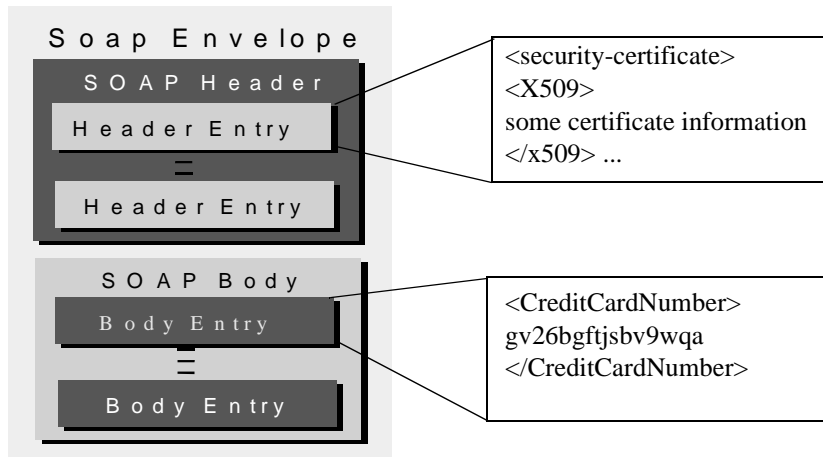 Soap Envelope
SOAP Header
Header Entry
Header Entry
SOAP Body
Body Entry
Body Entry
<security-certificate>
<X509>
some certificate information
</x509> ...
<CreditCardNumber>
gv26bgftjsbv9wqa
</CreditCardNumber>